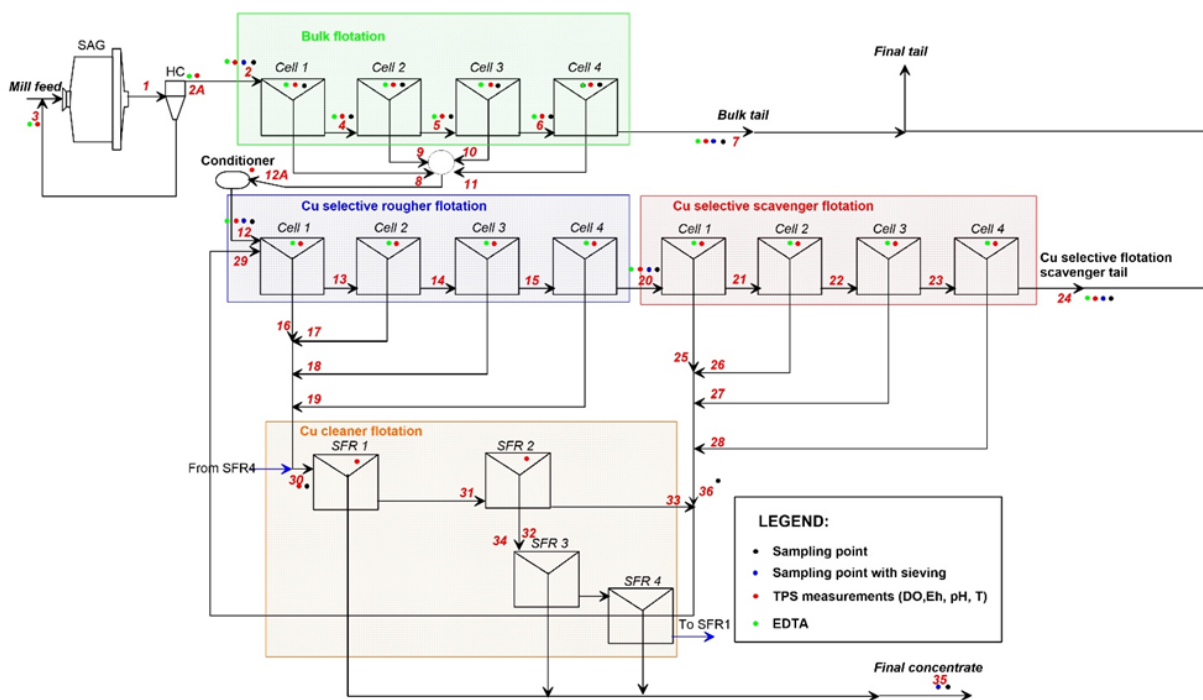 Bulk flotation
SAG
HC
Mill feed
1
2A
2
3
Cell 1
Cell 2
Cell 3
Cell 4
4
5
6
Bulk tail
7
Final tail
9
10
8
11
Conditioner
12A
Cu selective rougher flotation
12
29
Cell 1
Cell 2
Cell 3
Cell 4
13
14
15
16
17
18
19
Cu selective scavenger flotation
20
Cell 1
Cell 2
Cell 3
Cell 4
21
22
23
Cu selective flotation
scavenger tail
24
25
26
27
28
Cu cleaner flotation
From SFR4
30
SFR 1
SFR 2
31
33
36
32
34
SFR 3
SFR 4
To SFR1
LEGEND:
Sampling point
Sampling point with sieving
TPS measurements (DO,Eh, pH, T)
EDTA
Final concentrate
35